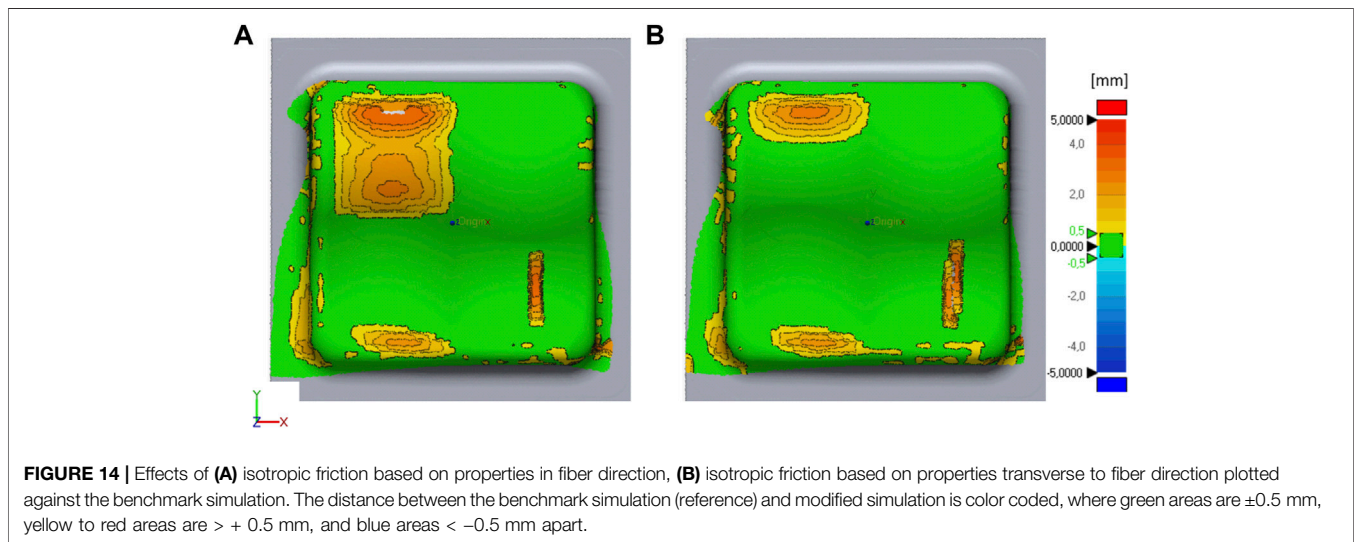 A
B
[mm]
5,0000
4,0
2,0
0,5
0,0000
-0,5
-2,0
-4,0
-5,0000
zOriginx
zOriginx
Y
Z X
FIGURE 14 | Effects of (A) isotropic friction based on properties in fiber direction, (B) isotropic friction based on properties transverse to fiber direction plotted
against the benchmark simulation. The distance between the benchmark simulation (reference) and modified simulation is color coded, where green areas are ±0.5 mm,
yellow to red areas are > + 0.5 mm, and blue areas < −0.5 mm apart.